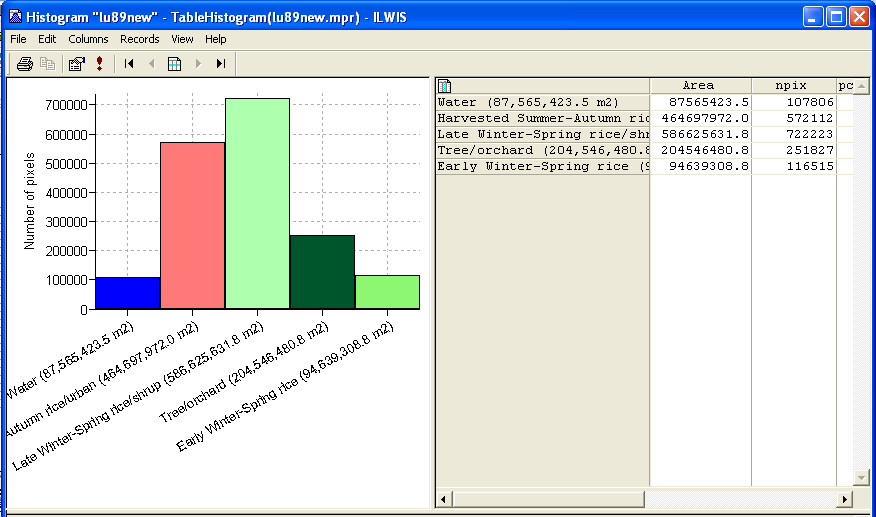 Histogram "lu89new" - TableHistogram(lu89new.mpr) - ILWIS
File Edit Columns Records View Help
700000
600000
500000
400000
300000
200000
100000
0
Number of pixels
Water (87,565,423.5 m2)
Autumn rice/urban (464,697,972.0 m2)
Late Winter-Spring rice/shrup (586,625,631.8 m2)
Tree/orchard (204,546,480.8 m2)
Early Winter-Spring rice (94,639,308.8 m2)
Area npix pc
Water (87,565,423.5 m2) 87565423.5 107806
Harvested Summer-Autumn ric 464697972.0 572112
Late Winter-Spring rice/shr 586625631.8 722223
Tree/orchard (204,546,480.8 204546480.8 251827
Early Winter-Spring rice (9 94639308.8 116515